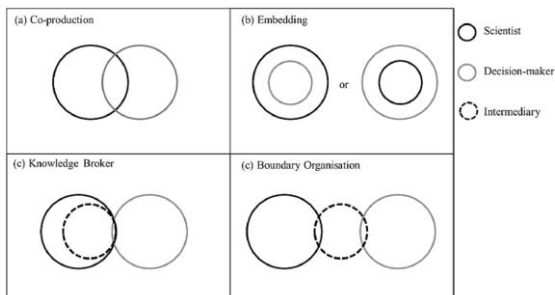 (a) Co-production
(b) Embedding
or
Scientist
Decision-maker
Intermediary
(c) Knowledge Broker
(c) Boundary Organisation